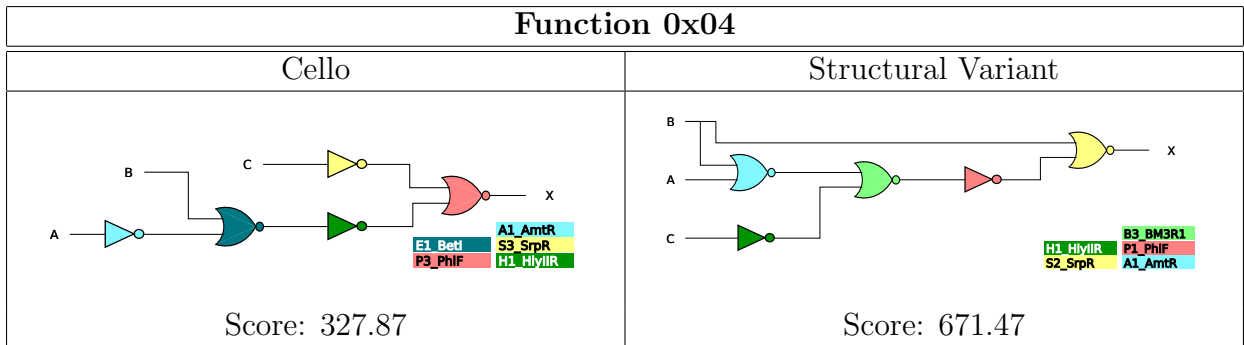 Function 0x04
Cello
Structural Variant
B
C
A
X
A1_AmtR
E1_BetI
S3_SrpR
P3_PhlF
H1_HlyIIR
Score: 327.87
B
A
C
X
B3_BM3R1
H1_HlyIIR
P1_PhlF
S2_SrpR
A1_AmtR
Score: 671.47